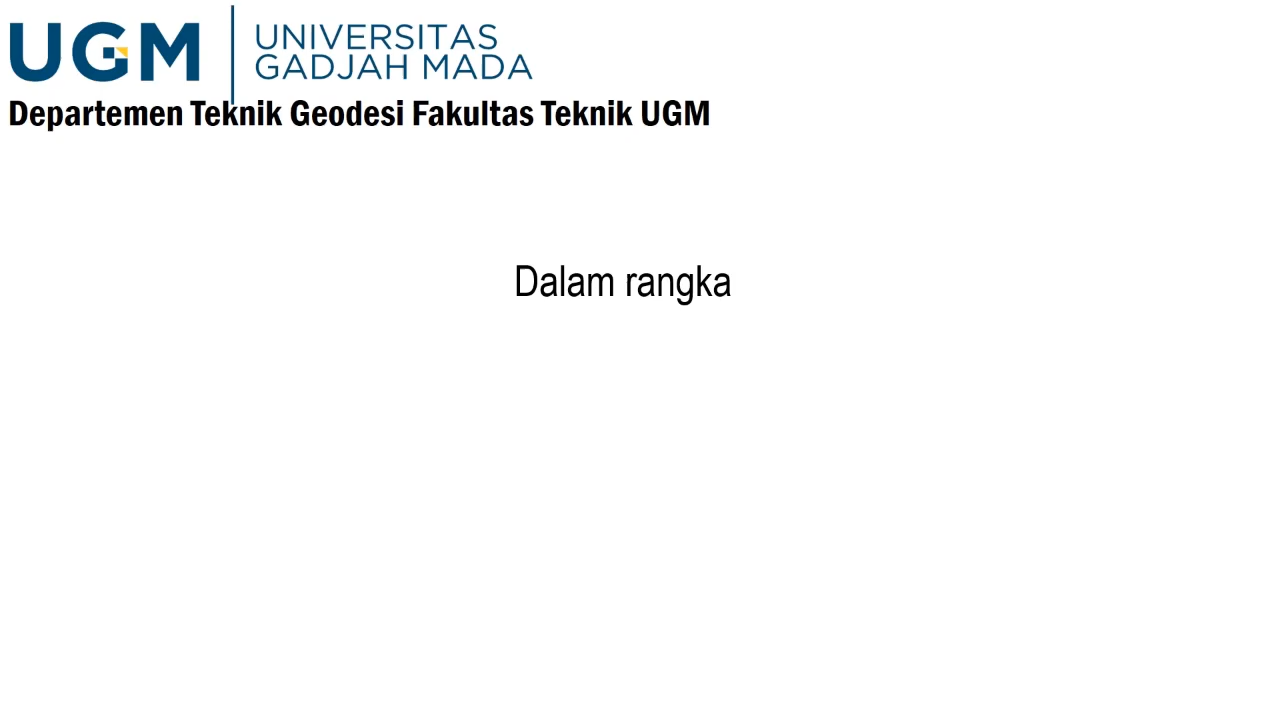 UGM
UNIVERSITAS
GADJAH MADA
Departemen Teknik Geodesi Fakultas Teknik UGM
Dalam rangka